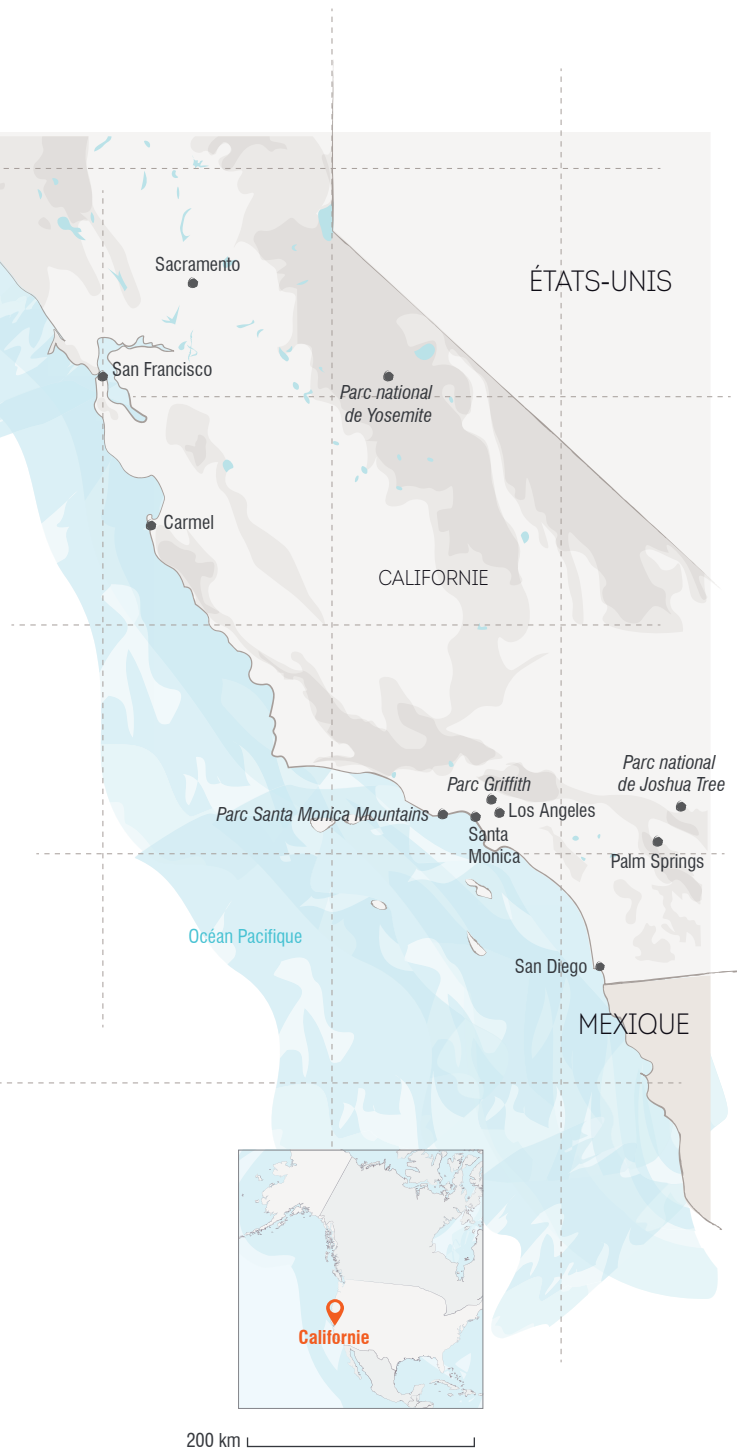 Sacramento
ÉTATS-UNIS
San Francisco
Parc national
de Yosemite
Carmel
CALIFORNIE
Parc national
de Joshua Tree
Parc Griffith
Parc Santa Monica Mountains
Los Angeles
Santa
Monica
Palm Springs
Océan Pacifique
San Diego
MEXIQUE
Californie
200 km